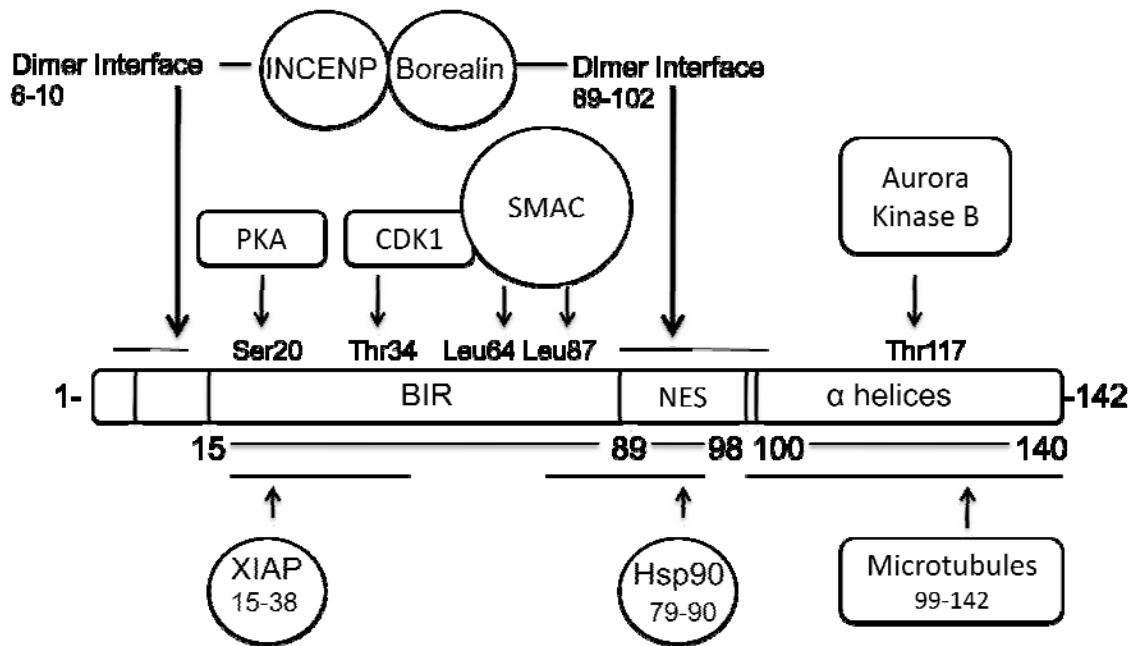 INCENP
Borealin
Dimer Interface
6-10
Dimer Interface
89-102
SMAC
Aurora
Kinase B
PKA
CDK1
Ser20
Thr34
Leu64
Leu87
Thr117
1-
BIR
NES
α helices
-142
15
89
98
100
140
XIAP
15-38
Hsp90
79-90
Microtubules
99-142